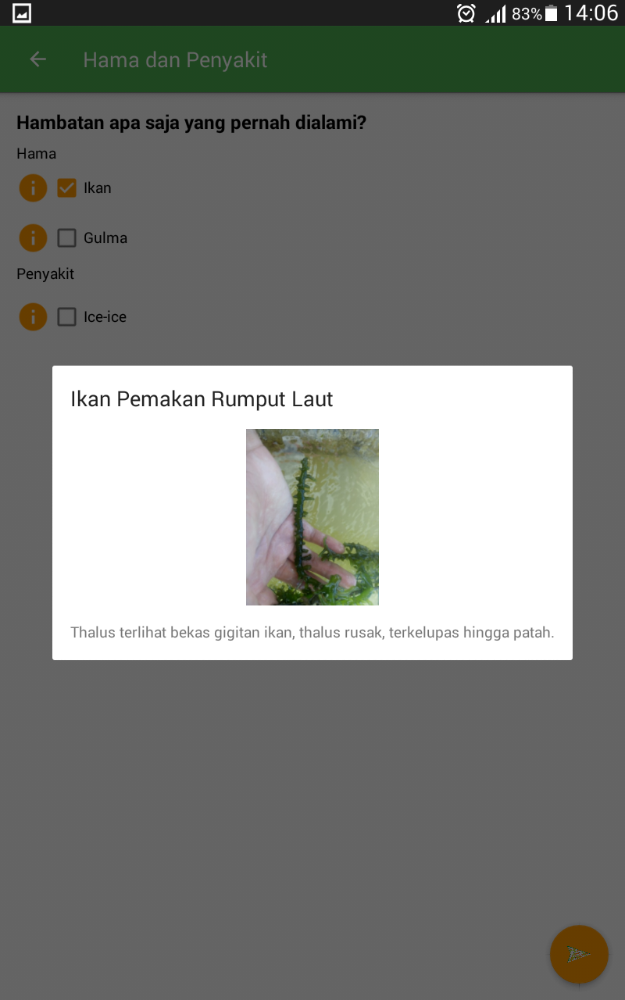 83% 14:06
Hama dan Penyakit
Hambatan apa saja yang pernah dialami?
Hama
Ikan
Gulma
Penyakit
Ice-ice
Ikan Pemakan Rumput Laut
Thalus terlihat bekas gigitan ikan, thalus rusak, terkelupas hingga patah.